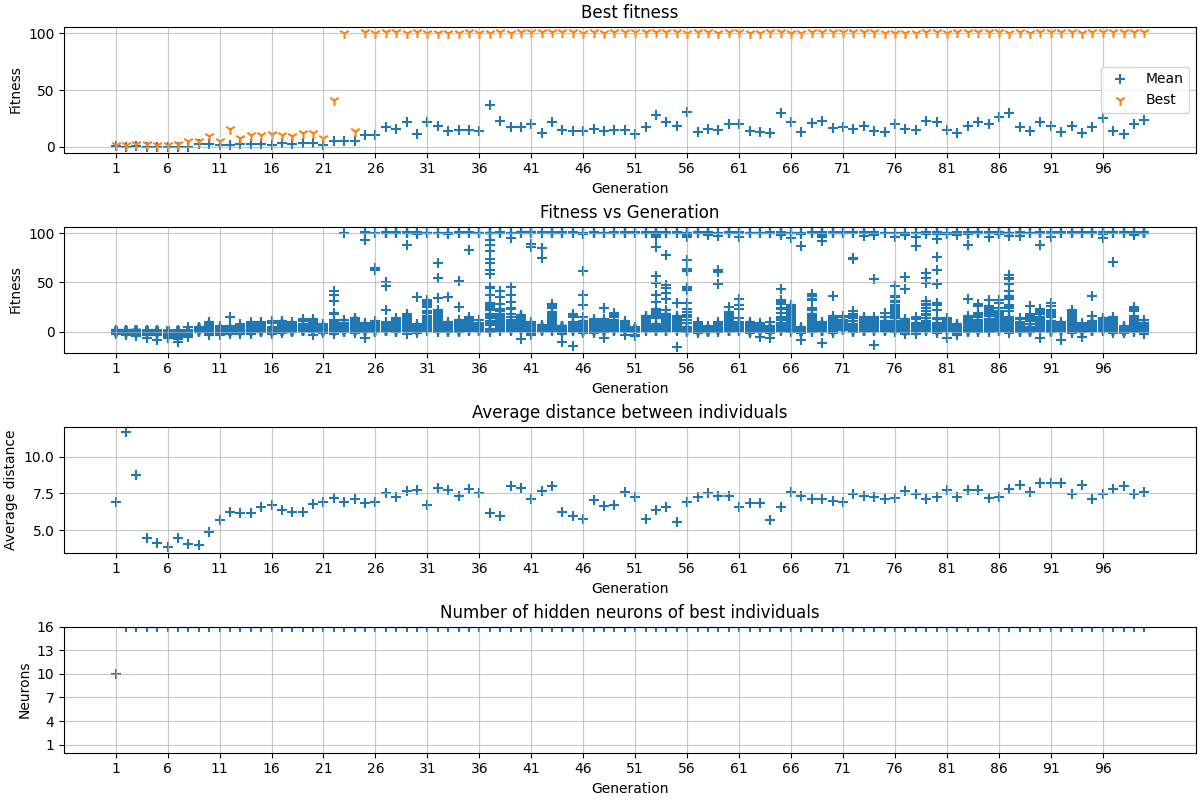 Best fitness
Fitness
100
50
0
Mean
Best
1 6 11 16 21 26 31 36 41 46 51 56 61 66 71 76 81 86 91 96
Generation
Fitness vs Generation
Fitness
100
50
0
1 6 11 16 21 26 31 36 41 46 51 56 61 66 71 76 81 86 91 96
Generation
Average distance between individuals
Average distance
10.0
7.5
5.0
1 6 11 16 21 26 31 36 41 46 51 56 61 66 71 76 81 86 91 96
Generation
Number of hidden neurons of best individuals
Neurons
16
13
10
7
4
1
1 6 11 16 21 26 31 36 41 46 51 56 61 66 71 76 81 86 91 96
Generation